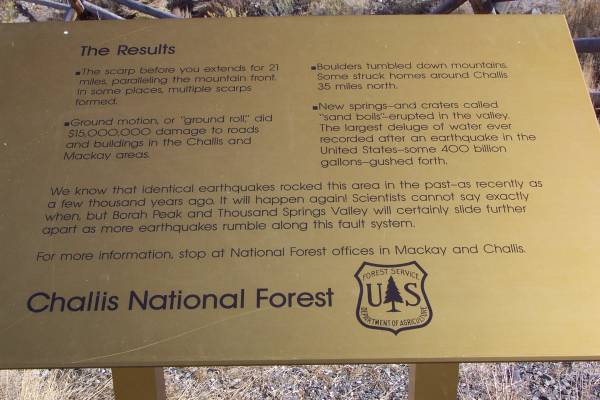 The Results
▪The scarp before you extends for 21
miles, paralleling the mountain front.
In some places, multiple scarps
formed.
▪Ground motion, or "ground roll," did
$15,000,000 damage to roads
and buildings in the Challis and
Mackay areas.
▪Boulders tumbled down mountains.
Some struck homes around Challis
35 miles north.
▪New springs–and craters called
"sand boils"–erupted in the valley.
The largest deluge of water ever
recorded after an earthquake in the
United States–some 400 billion
gallons–gushed forth.
We know that identical earthquakes rocked this area in the past–as recently as
a few thousand years ago. It will happen again! Scientists cannot say exactly
when, but Borah Peak and Thousand Springs Valley will certainly slide further
apart as more earthquakes rumble along this fault system.
For more information, stop at National Forest offices in Mackay and Challis.
Challis National Forest
FOREST SERVICE
U S
DEPARTMENT OF AGRICULTURE